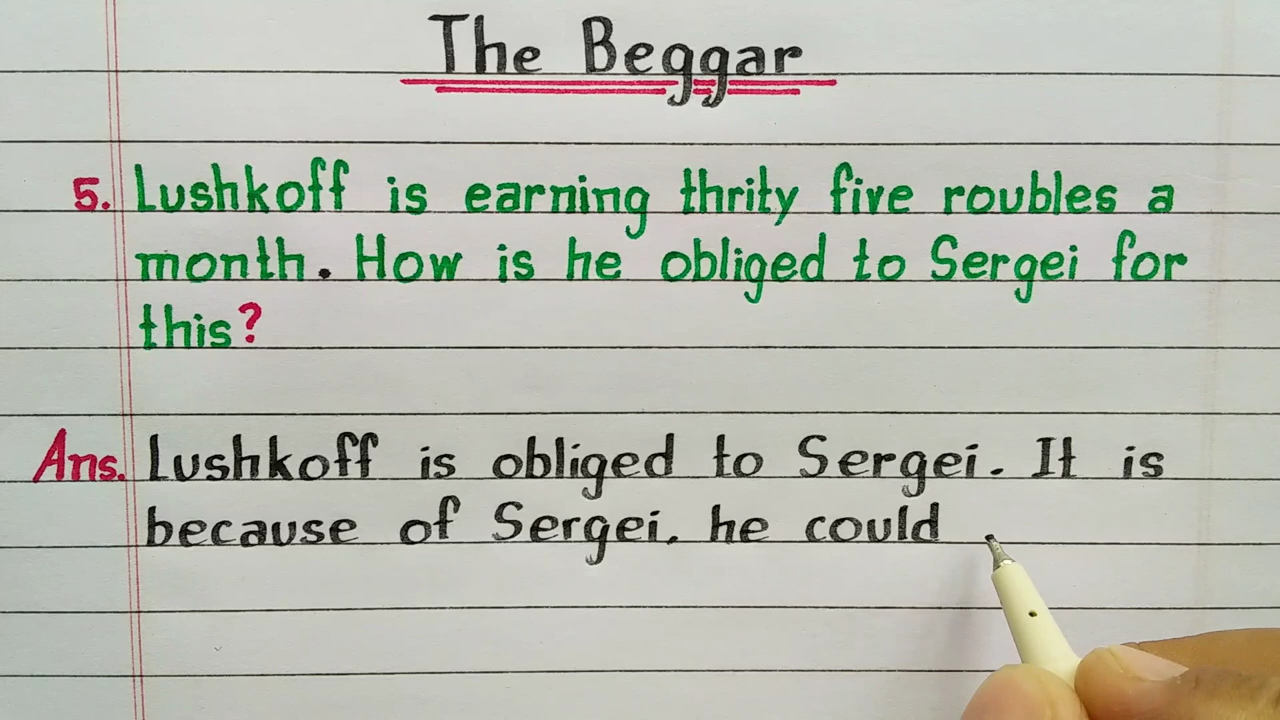 The Beggar
5. Lushkoff is earning thrity five roubles a
month. How is he obliged to Sergei for
this?
Ans. Lushkoff is obliged to Sergei. It is
because of Sergei. he could